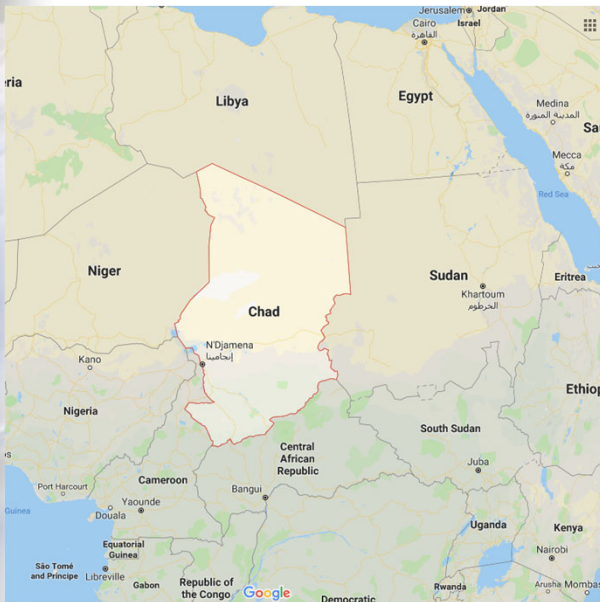 Jerusalem
Jordan
Cairo
القاهرة
Israel
ria
Libya
Egypt
Medina
المدينة المنورة
Sau
Mecca
مكة
Red Sea
Niger
Chad
Sudan
Khartoum
الخرطوم
Eritrea
N'Djamena
إنجامينا
Kano
Nigeria
Ethiop
South Sudan
Central
African
Republic
Juba
Cameroon
Port Harcourt
Bangui
Guinea
Douala
Yaounde
Uganda
Kenya
Equatorial
Guinea
Nairobi
São Tomé
and Príncipe
Libreville
Gabon
Republic of
the Congo
Google
Democratic
Rwanda
Arusha
Mombas